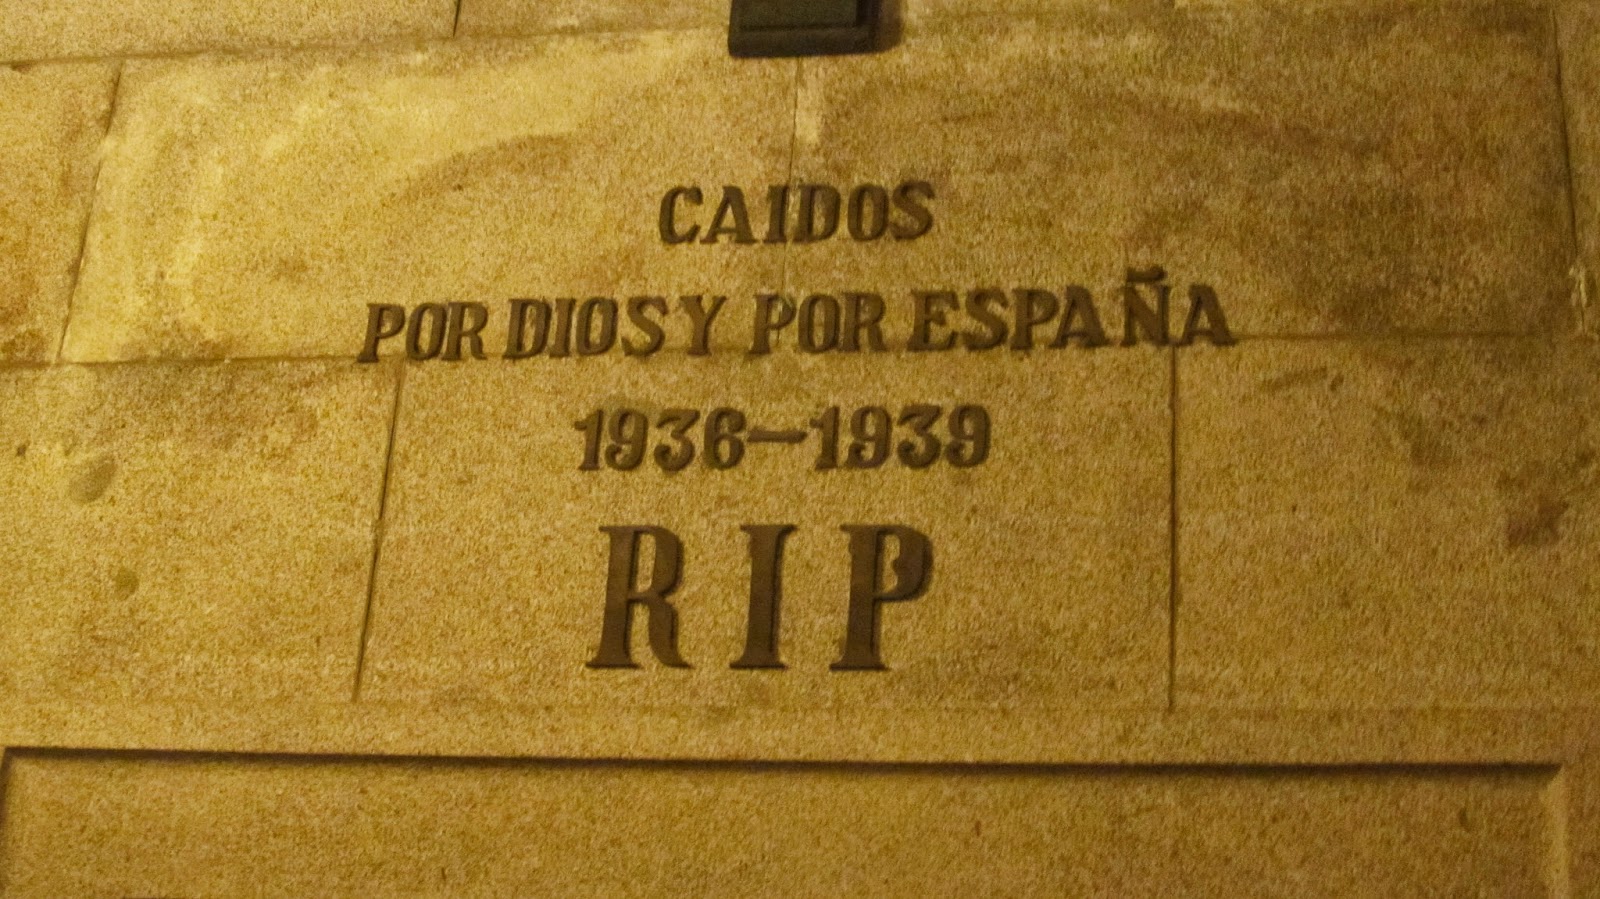 CAIDOS
POR DIOS Y POR ESPAÑA
1936-1939
RIP